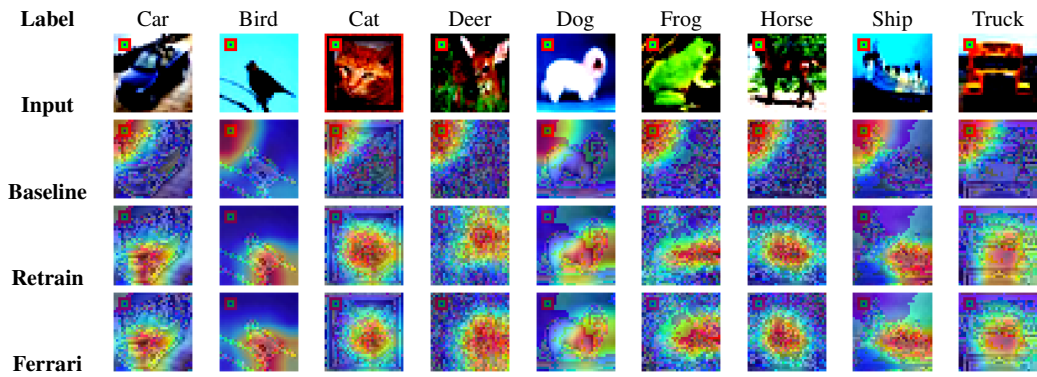 Label Car Bird Cat Deer Dog Frog Horse Ship Truck
Input
Baseline
Retrain
Ferrari